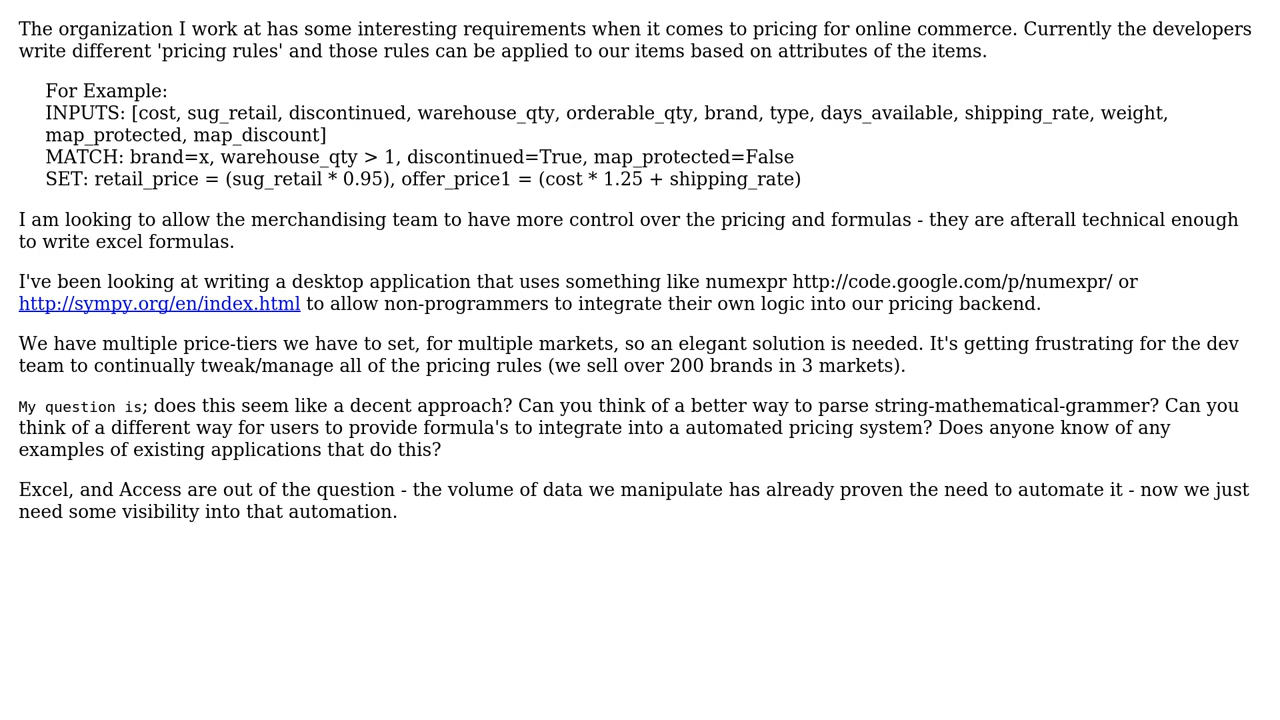 The organization I work at has some interesting requirements when it comes to pricing for online commerce. Currently the developers
write different 'pricing rules' and those rules can be applied to our items based on attributes of the items.
For Example:
INPUTS: [cost, sug_retail, discontinued, warehouse_qty, orderable_qty, brand, type, days_available, shipping_rate, weight,
map_protected, map_discount]
MATCH: brand=x, warehouse_qty > 1, discontinued=True, map_protected=False
SET: retail_price = (sug_retail * 0.95), offer_price1 = (cost * 1.25 + shipping_rate)
I am looking to allow the merchandising team to have more control over the pricing and formulas - they are afterall technical enough
to write excel formulas.
I've been looking at writing a desktop application that uses something like numexpr http://code.google.com/p/numexpr/ or
http://sympy.org/en/index.html to allow non-programmers to integrate their own logic into our pricing backend.
We have multiple price-tiers we have to set, for multiple markets, so an elegant solution is needed. It's getting frustrating for the dev
team to continually tweak/manage all of the pricing rules (we sell over 200 brands in 3 markets).
My question is; does this seem like a decent approach? Can you think of a better way to parse string-mathematical-grammer? Can you
think of a different way for users to provide formula's to integrate into a automated pricing system? Does anyone know of any
examples of existing applications that do this?
Excel, and Access are out of the question - the volume of data we manipulate has already proven the need to automate it - now we just
need some visibility into that automation.